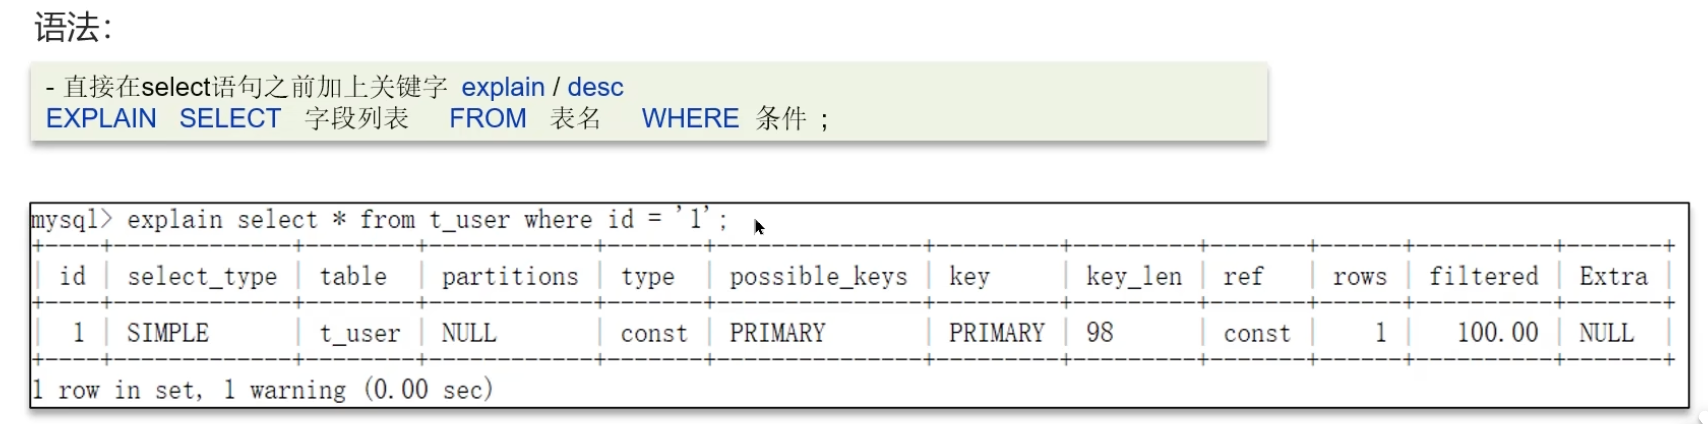 语法：
- 直接在select语句之前加上关键字 explain / desc
EXPLAIN SELECT 字段列表 FROM 表名 WHERE 条件 ;
mysql> explain select * from t_user where id = '1';
+----+-------------+--------+------------+-------+---------------+---------+---------+-------+------+----------+-------+
| id | select_type | table | partitions | type | possible_keys | key | key_len | ref | rows | filtered | Extra |
+----+-------------+--------+------------+-------+---------------+---------+---------+-------+------+----------+-------+
| 1 | SIMPLE | t_user | NULL | const | PRIMARY | PRIMARY | 98 | const | 1 | 100.00 | NULL |
+----+-------------+--------+------------+-------+---------------+---------+---------+-------+------+----------+-------+
1 row in set, 1 warning (0.00 sec)